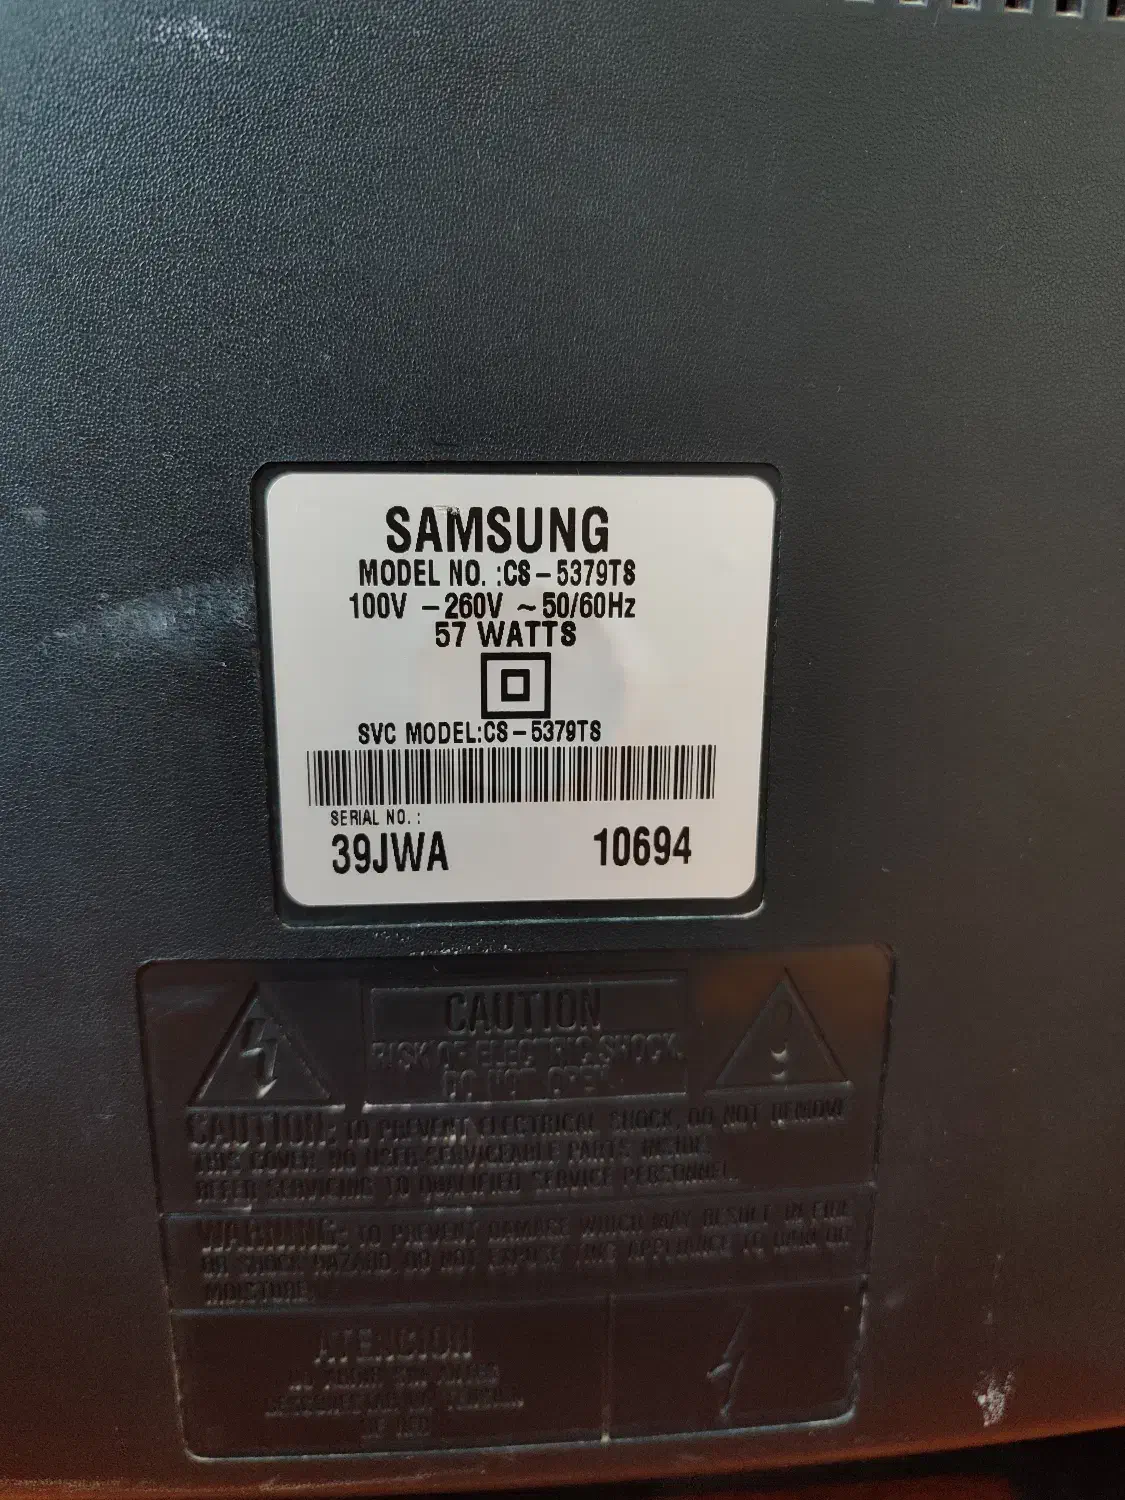 SAMSUNG
MODEL NO. :CS-5379TS
100V -260V ~ 50/60Hz
57 WATTS
SVC MODEL:CS-5379TS
SERIAL NO. :
39JWA 10694
CAUTION
RISK OF ELECTRIC SHOCK
DO NOT OPEN
CAUTION: TO PREVENT ELECTRICAL SHOCK, DO NOT REMOVE
THIS COVER. NO USER-SERVICEABLE PARTS INSIDE.
REFER SERVICING TO QUALIFIED SERVICE PERSONNEL.
WARNING: TO PREVENT DAMAGE WHICH MAY RESULT IN FIRE
OR SHOCK HAZARD DO NOT EXPOSE THIS APPLIANCE TO RAIN OR
MOISTURE.
ATENCION